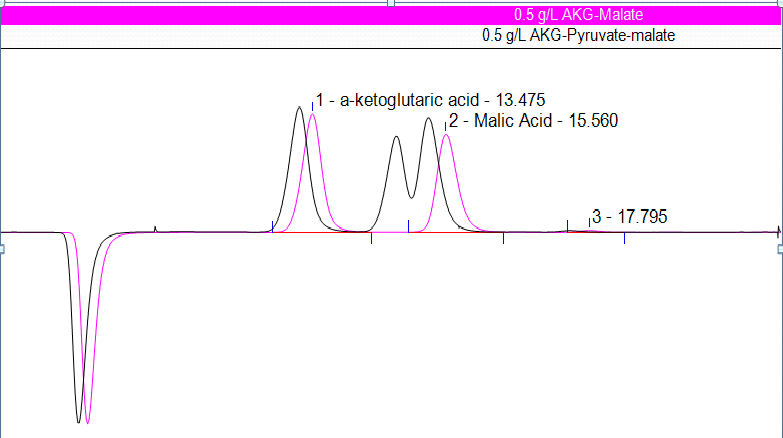 0.5 g/L AKG-Malate
0.5 g/L AKG-Pyruvate-malate
1 - a-ketoglutaric acid - 13.475
2 - Malic Acid - 15.560
3 - 17.795